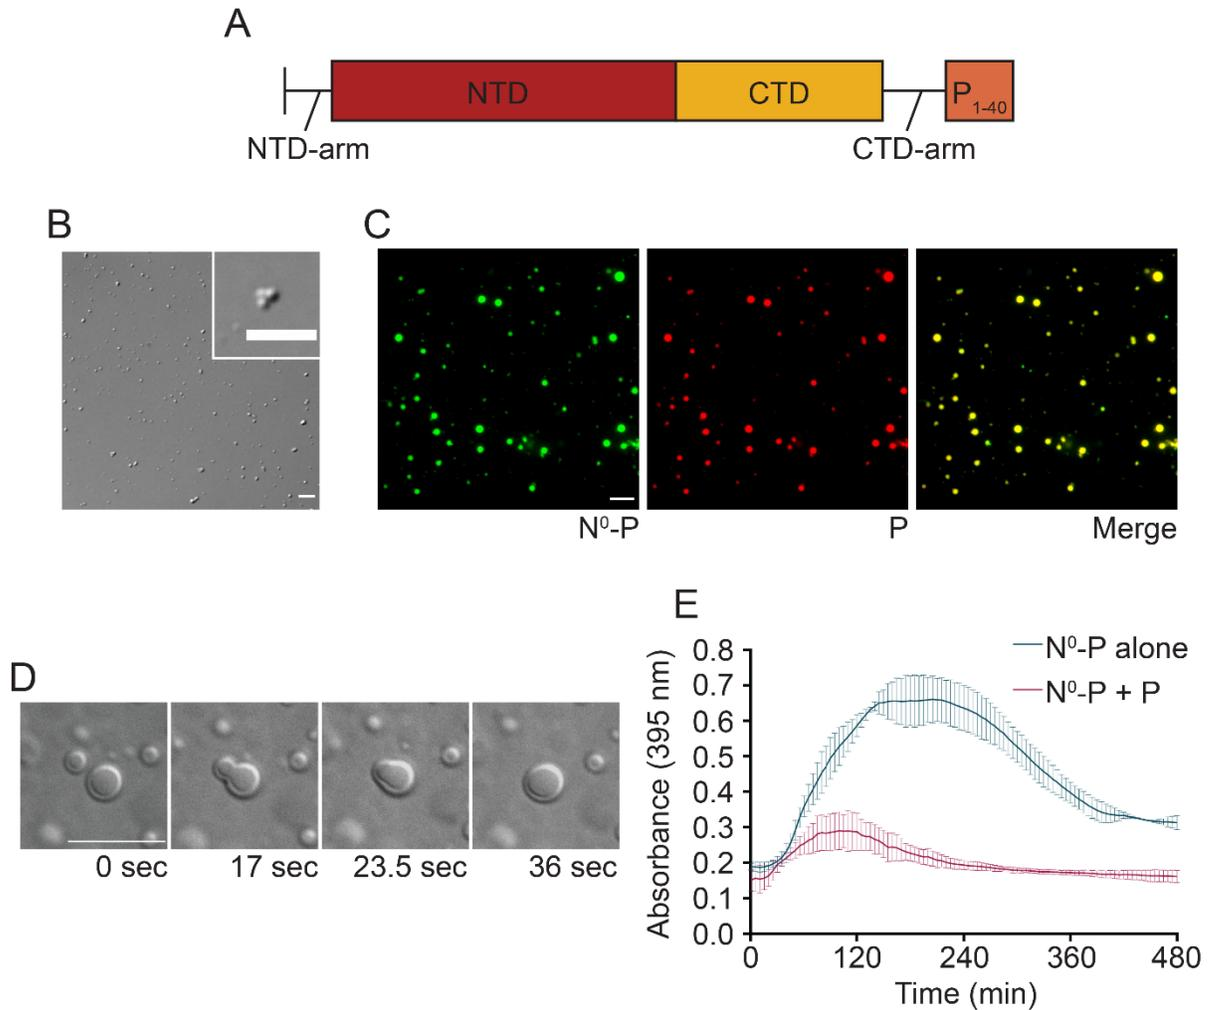 A
NTD
CTD
P1-40
NTD-arm
CTD-arm
B
C
N⁰-P
P
Merge
D
0 sec
17 sec
23.5 sec
36 sec
E
N⁰-P alone
N⁰-P + P
Absorbance (395 nm)
0.8
0.7
0.6
0.5
0.4
0.3
0.2
0.1
0.0
0
120
240
360
480
Time (min)